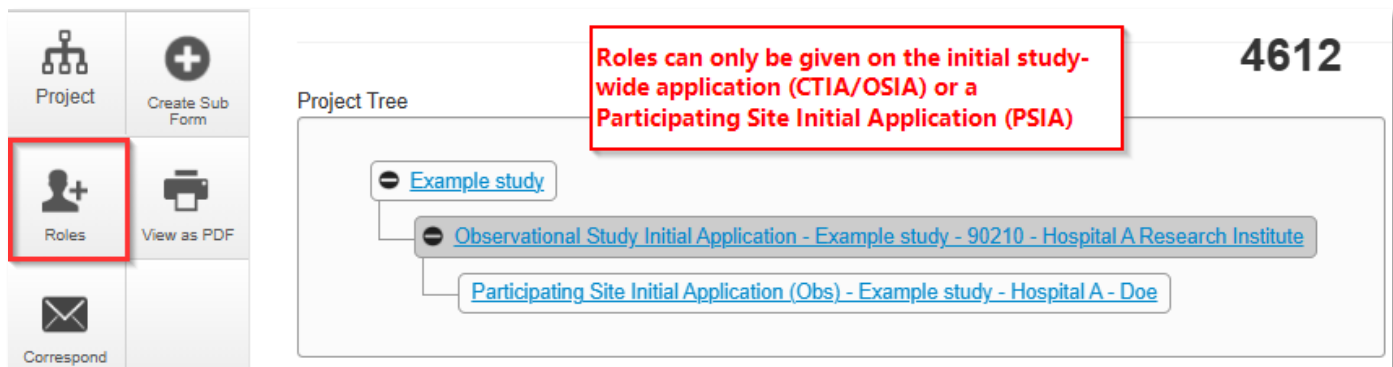 Project
Create Sub
Form
Roles
View as PDF
Correspond
Roles can only be given on the initial study-
wide application (CTIA/OSIA) or a
Participating Site Initial Application (PSIA)
4612
Project Tree
Example study
Observational Study Initial Application - Example study - 90210 - Hospital A Research Institute
Participating Site Initial Application (Obs) - Example study - Hospital A - Doe